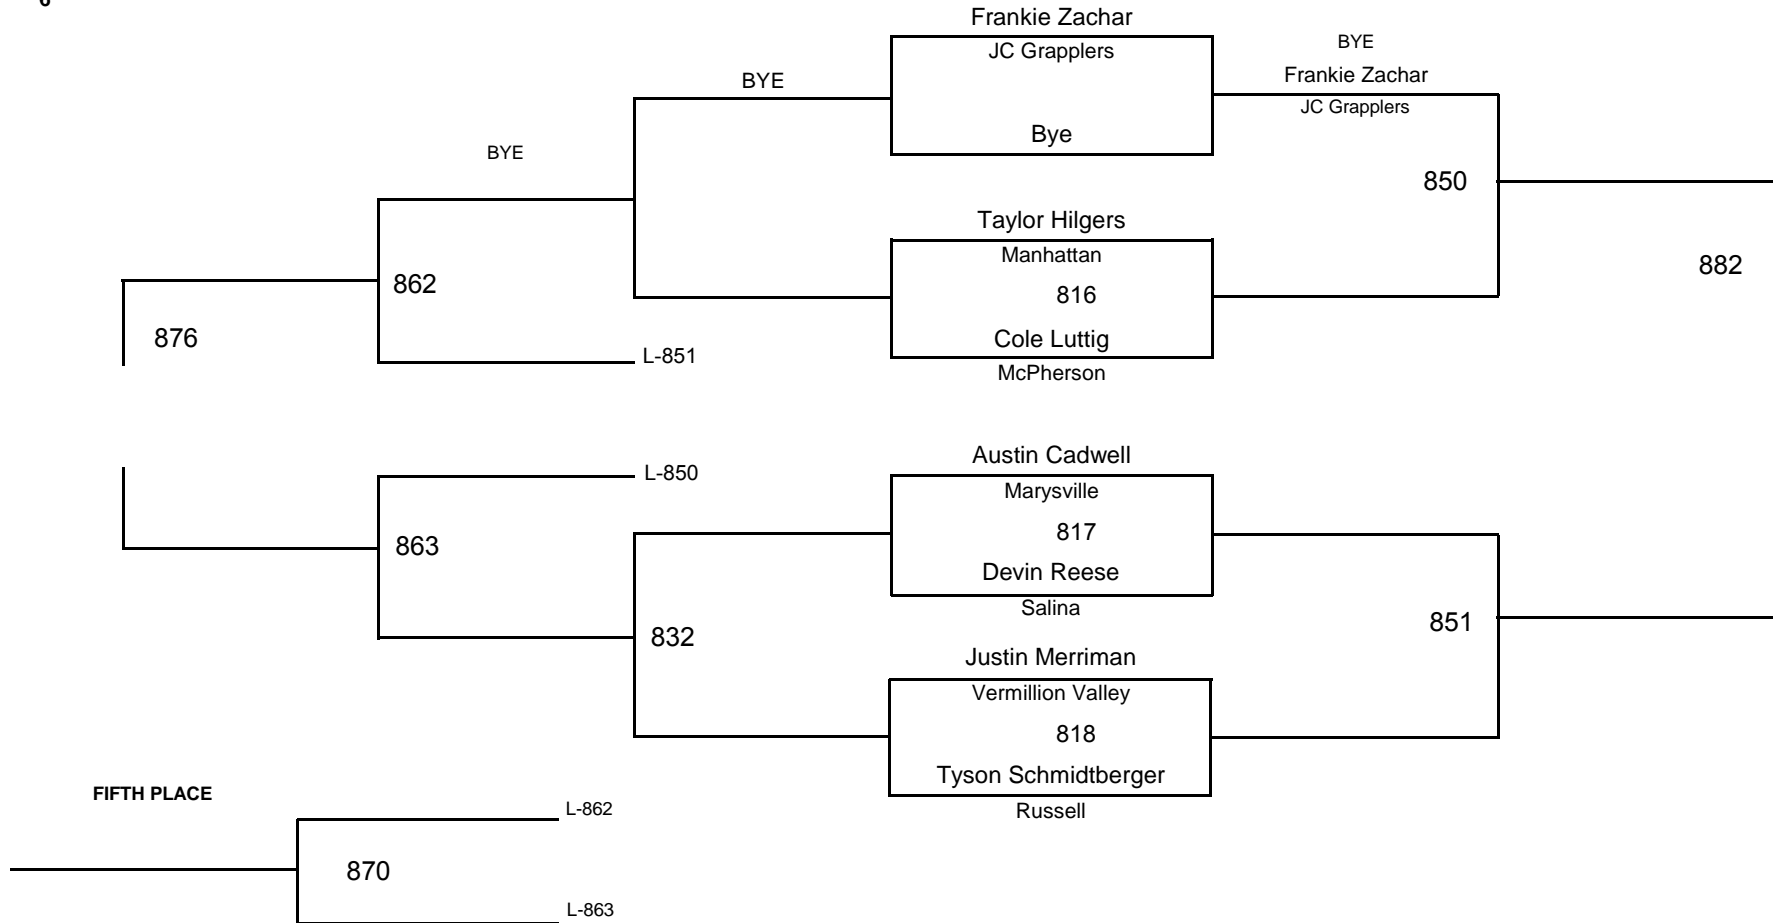 6
Frankie Zachar
JC Grapplers
BYE
BYE
Frankie Zachar
JC Grapplers
Bye
BYE
850
Taylor Hilgers
Manhattan
882
862
816
876
Cole Luttig
L-851
McPherson
Austin Cadwell
L-850
Marysville
817
863
Devin Reese
Salina
851
832
Justin Merriman
Vermillion Valley
818
Tyson Schmidtberger
FIFTH PLACE
L-862
Russell
870
L-863